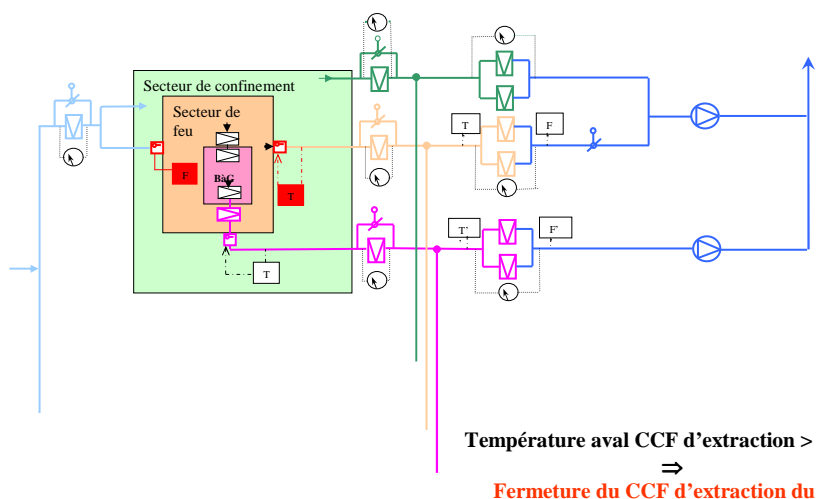 Secteur de confinement
Secteur de
feu
BàG
F
T
T
T
F
T'
F'
Température aval CCF d'extraction >
⇒
Fermeture du CCF d'extraction du